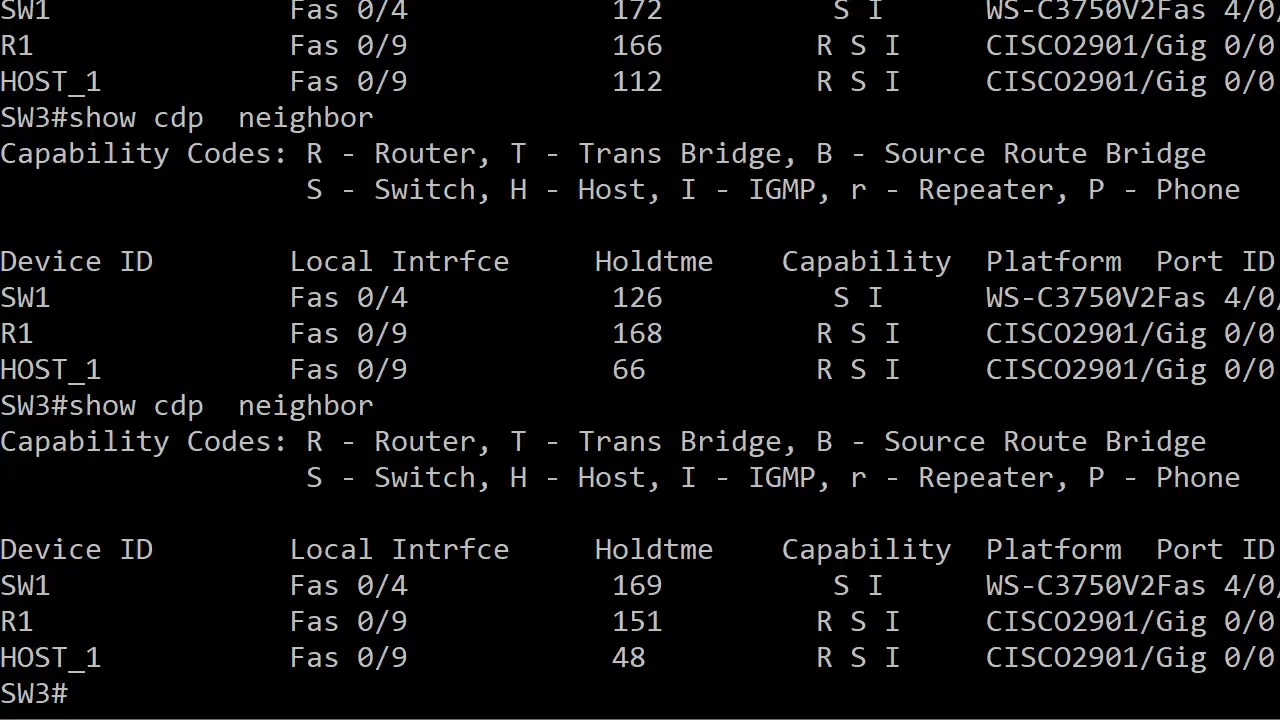 SW1 Fas 0/4 172 S I WS-C3750V2Fas 4/0/
R1 Fas 0/9 166 R S I CISCO2901/Gig 0/0
HOST_1 Fas 0/9 112 R S I CISCO2901/Gig 0/0
SW3#show cdp  neighbor
Capability Codes: R - Router, T - Trans Bridge, B - Source Route Bridge
S - Switch, H - Host, I - IGMP, r - Repeater, P - Phone
Device ID Local Intrfce Holdtme Capability Platform Port ID
SW1 Fas 0/4 126 S I WS-C3750V2Fas 4/0/
R1 Fas 0/9 168 R S I CISCO2901/Gig 0/0
HOST_1 Fas 0/9 66 R S I CISCO2901/Gig 0/0
SW3#show cdp  neighbor
Capability Codes: R - Router, T - Trans Bridge, B - Source Route Bridge
S - Switch, H - Host, I - IGMP, r - Repeater, P - Phone
Device ID Local Intrfce Holdtme Capability Platform Port ID
SW1 Fas 0/4 169 S I WS-C3750V2Fas 4/0/
R1 Fas 0/9 151 R S I CISCO2901/Gig 0/0
HOST_1 Fas 0/9 48 R S I CISCO2901/Gig 0/0
SW3#